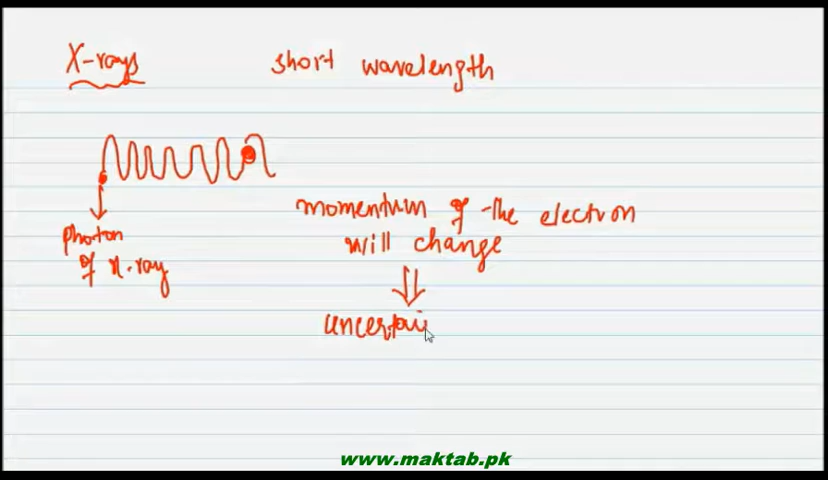 X-rays short wavelength
photon
of x-ray
momentum of the electron
will change
uncertai
www.maktab.pk